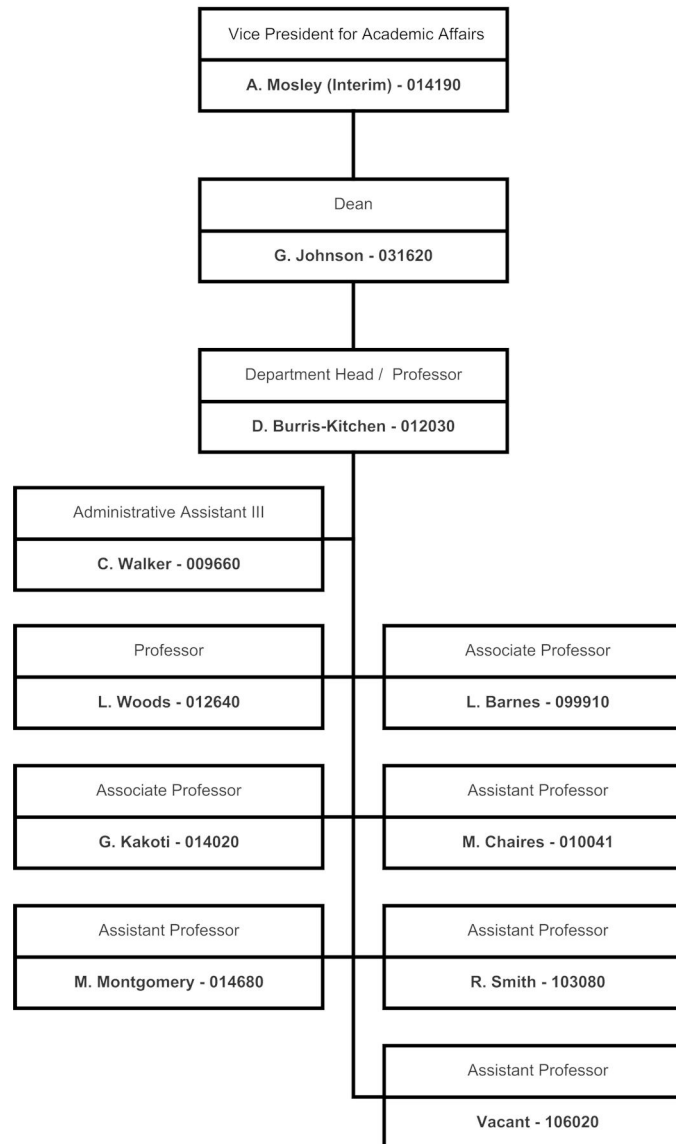 Vice President for Academic Affairs
A. Mosley (Interim) - 014190
Dean
G. Johnson - 031620
Department Head / Professor
D. Burris-Kitchen - 012030
Administrative Assistant III
C. Walker - 009660
Professor
L. Woods - 012640
Associate Professor
L. Barnes - 099910
Associate Professor
G. Kakoti - 014020
Assistant Professor
M. Chaires - 010041
Assistant Professor
M. Montgomery - 014680
Assistant Professor
R. Smith - 103080
Assistant Professor
Vacant - 106020